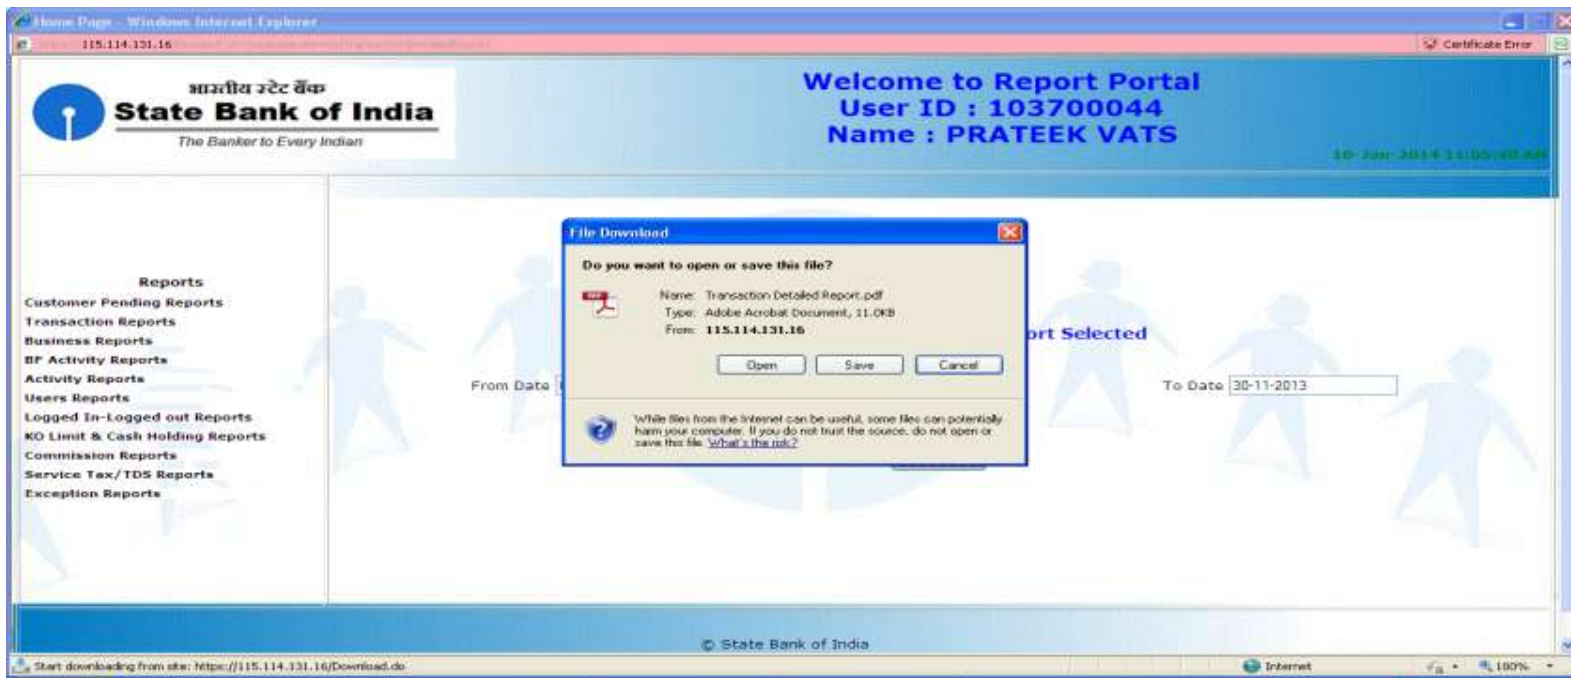 Home Page - Windows Internet Explorer
115.114.131.16
Certificate Error
भारतीय स्टेट बैंक
State Bank of India
The Banker to Every Indian
Welcome to Report Portal
User ID : 103700044
Name : PRATEEK VATS
10-Jan-2014
Reports
Customer Pending Reports
Transaction Reports
Business Reports
BF Activity Reports
Activity Reports
Users Reports
Logged In-Logged out Reports
KO Limit & Cash Holding Reports
Commission Reports
Service Tax/TDS Reports
Exception Reports
File Download
Do you want to open or save this file?
Name: Transaction Detailed Report.pdf
Type: Adobe Acrobat Document, 11.0KB
From: 115.114.131.16
Open Save Cancel
While files from the Internet can be useful, some files can potentially
harm your computer. If you do not trust the source, do not open or
save this file. What's the risk?
ort Selected
From Date
To Date 30-11-2013
© State Bank of India
Start downloading from site: https://115.114.131.16/Download.do
Internet
100%